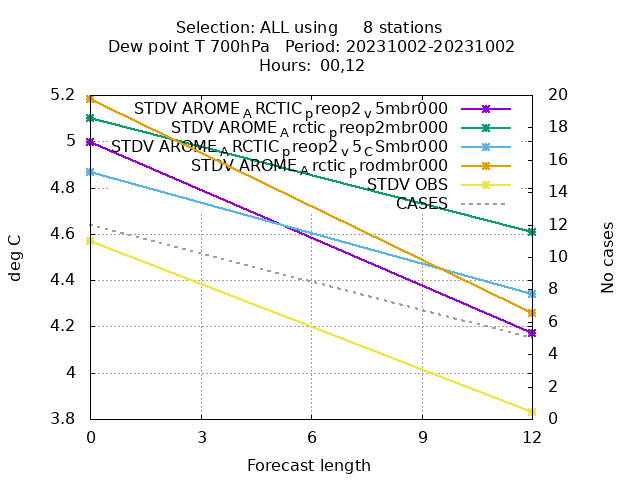 Selection: ALL using     8 stations
Dew point T 700hPa   Period: 20231002-20231002
Hours: 00,12
STDV AROME_ARCTIC_preop2_v5mbr000
STDV AROME_Arctic_preop2mbr000
STDV AROME_ARCTIC_preop2_v5_CSmbr000
STDV AROME_Arctic_prodmbr000
STDV OBS
CASES
5.2
5
4.8
4.6
4.4
4.2
4
3.8
20
18
16
14
12
10
8
6
4
2
0
deg C
No cases
0 3 6 9 12
Forecast length